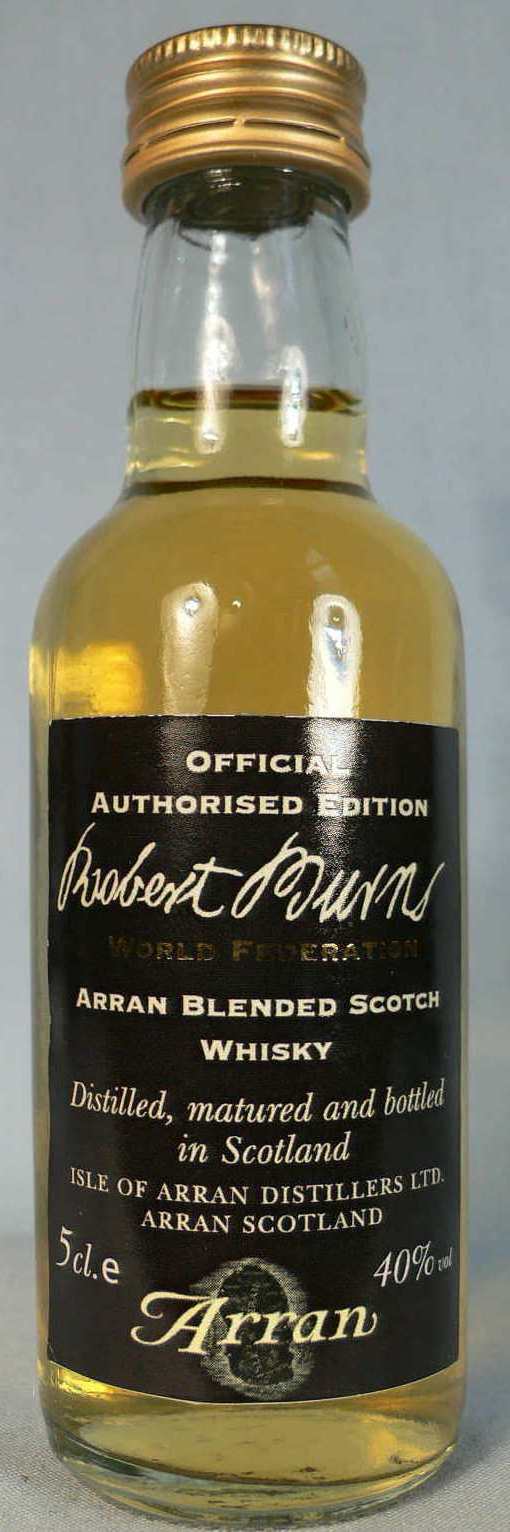 OFFICIAL
AUTHORISED EDITION
Robert Burns
WORLD FEDERATION
ARRAN BLENDED SCOTCH
WHISKY
Distilled, matured and bottled
in Scotland
ISLE OF ARRAN DISTILLERS LTD.
ARRAN SCOTLAND
5cl.e 40% vol
Arran